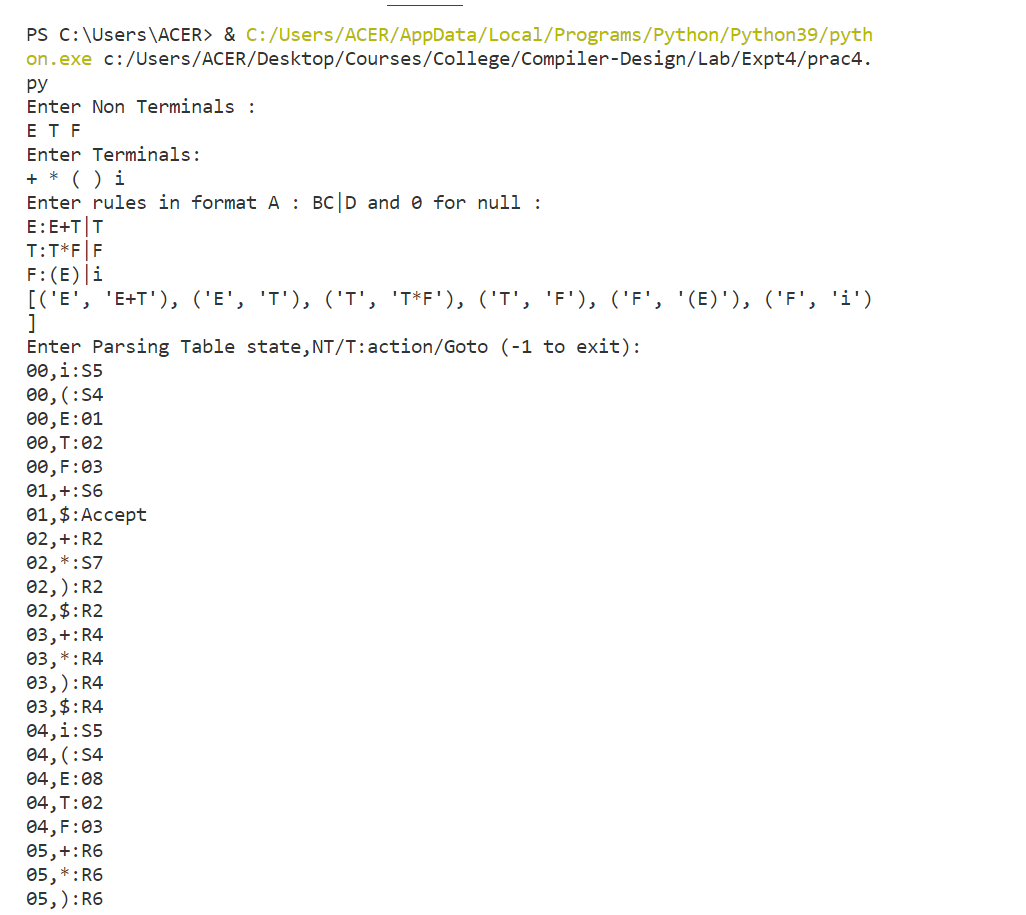 PS C:\Users\ACER> & C:/Users/ACER/AppData/Local/Programs/Python/Python39/pyth
on.exe c:/Users/ACER/Desktop/Courses/College/Compiler-Design/Lab/Expt4/prac4.
py
Enter Non Terminals :
E T F
Enter Terminals:
+ * ( ) i
Enter rules in format A : BC|D and 0 for null :
E:E+T|T
T:T*F|F
F:(E)|i
[('E', 'E+T'), ('E', 'T'), ('T', 'T*F'), ('T', 'F'), ('F', '(E)'), ('F', 'i')
]
Enter Parsing Table state,NT/T:action/Goto (-1 to exit):
00,i:S5
00,(:S4
00,E:01
00,T:02
00,F:03
01,+:S6
01,$:Accept
02,+:R2
02,*:S7
02,):R2
02,$:R2
03,+:R4
03,*:R4
03,):R4
03,$:R4
04,i:S5
04,(:S4
04,E:08
04,T:02
04,F:03
05,+:R6
05,*:R6
05,):R6